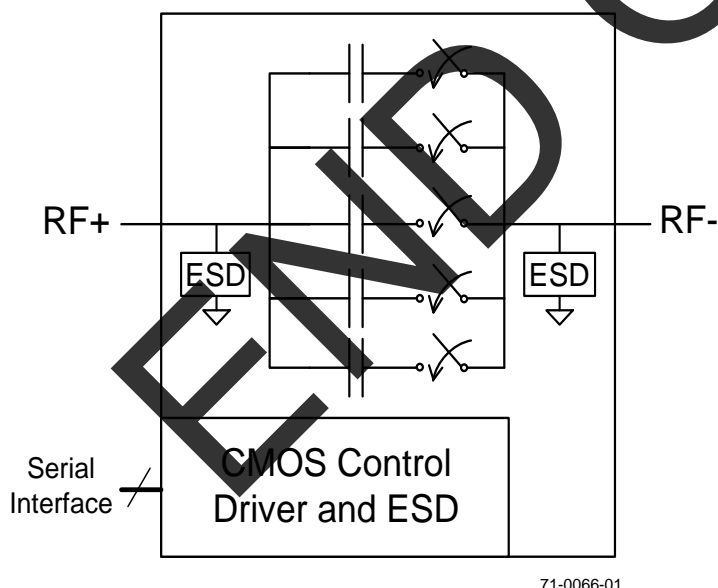 RF+
RF-
ESD
ESD
CMOS Control
Driver and ESD
Serial
Interface
71-0066-01
END